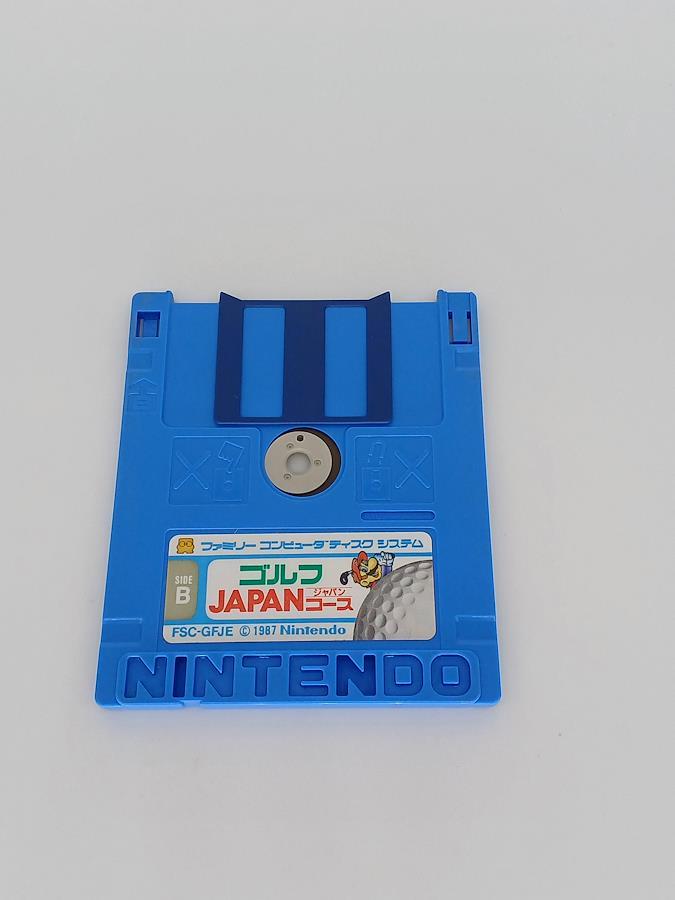 ファミリー コンピュータ ディスク システム
SIDE B
ゴルフ
JAPANコース
ジャパン
FSC-GFJE © 1987 Nintendo
NINTENDO